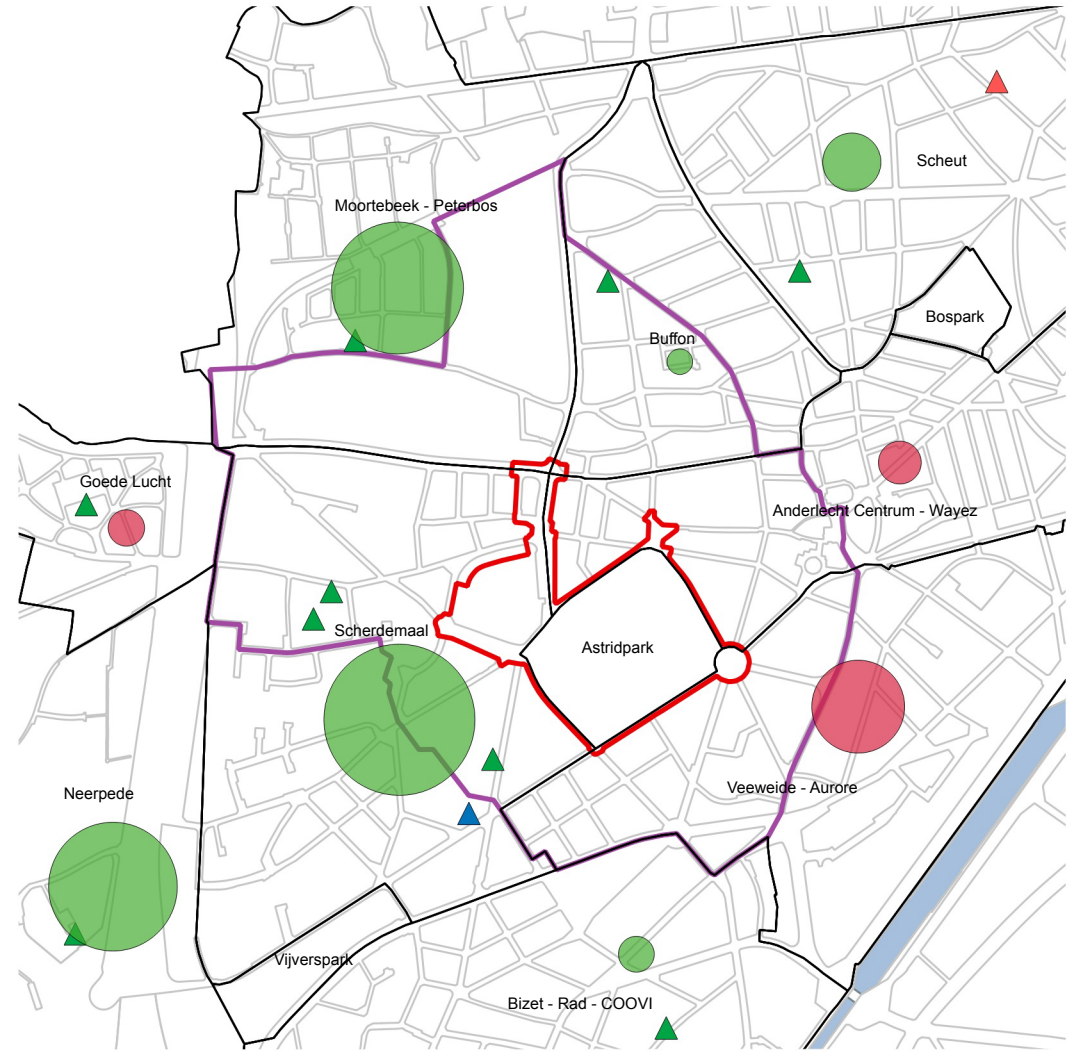 Scheut
Moortebeek - Peterbos
Bospark
Buffon
Goede Lucht
Anderlecht Centrum - Wayez
Scherdemaal
Astridpark
Veeweide - Aurore
Neerpede
Vijverspark
Bizet - Rad - COOVI